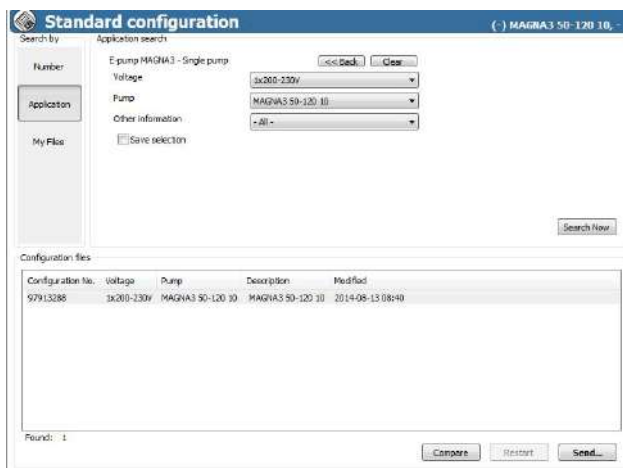 Standard configuration
(-) MAGNA3 50-120 10, -
Search by
Application search
Number
Application
My Files
E-pump MAGNA3 - Single pump
<< Back
Clear
Voltage
1x200-230V
Pump
MAGNA3 50-120 10
Other information
- All -
Save selection
Search Now
Configuration files
Configuration No. Voltage Pump Description Modified
97913288 1x200-230V MAGNA3 50-120 10 MAGNA3 50-120 10 2014-08-13 08:40
Found: 1
Compare
Restart
Send...